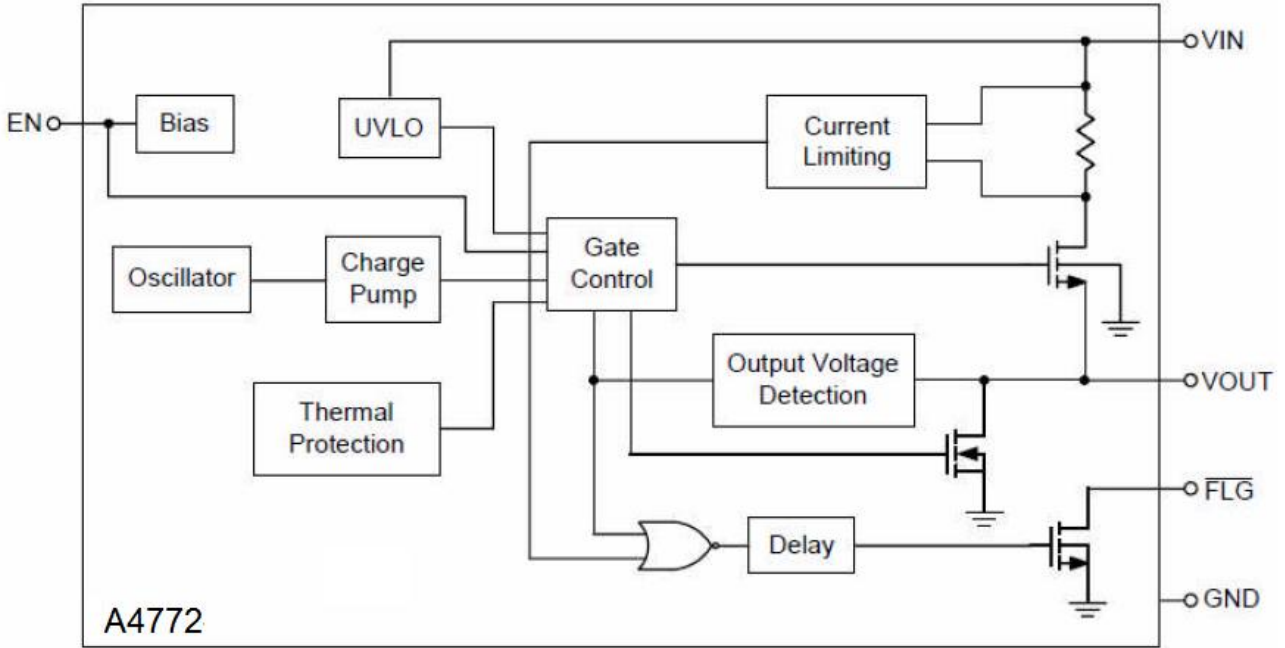 VIN
EN
Bias
UVLO
Current
Limiting
Oscillator
Charge
Pump
Gate
Control
Thermal
Protection
Output Voltage
Detection
VOUT
FLG
Delay
GND
A4772